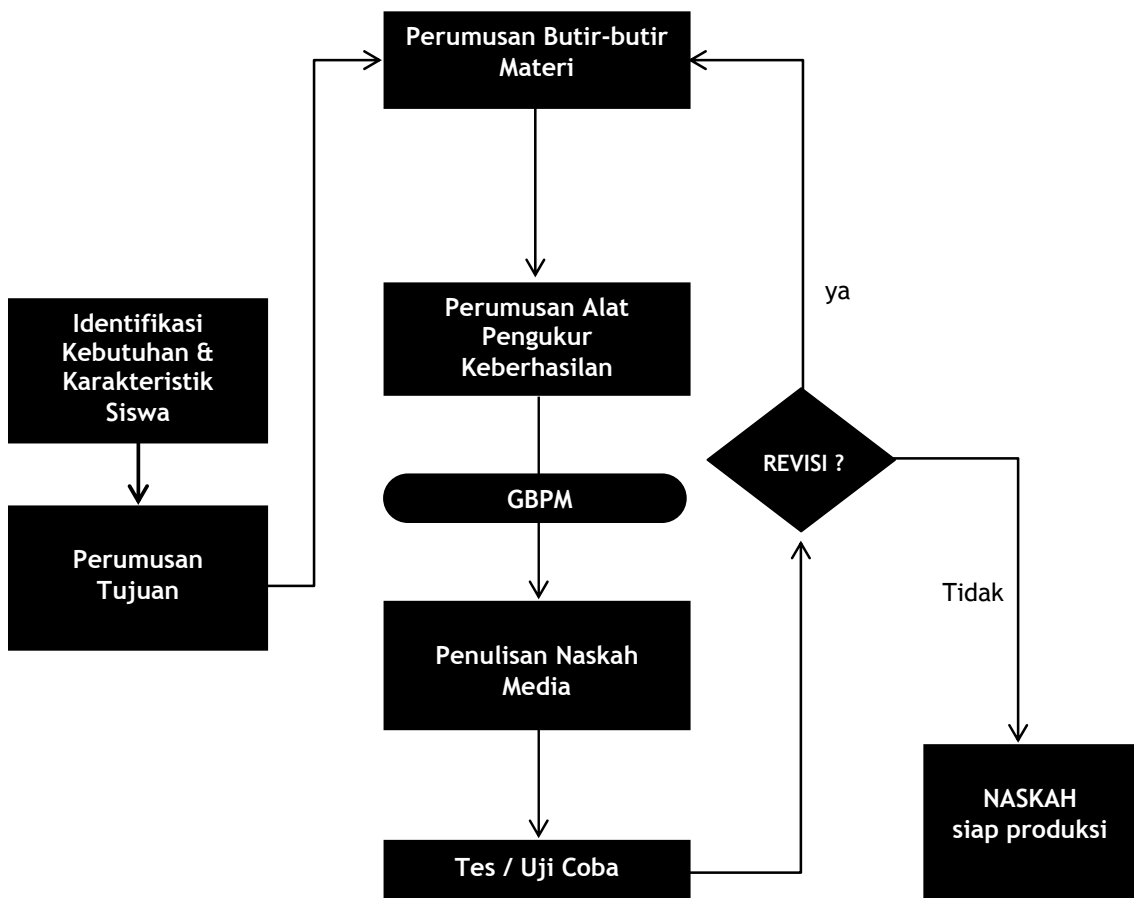 Perumusan Butir-butir
Materi
ya
Perumusan Alat
Pengukur
Keberhasilan
Identifikasi
Kebutuhan &
Karakteristik
Siswa
REVISI ?
GBPM
Perumusan
Tujuan
Tidak
Penulisan Naskah
Media
NASKAH
siap produksi
Tes / Uji Coba